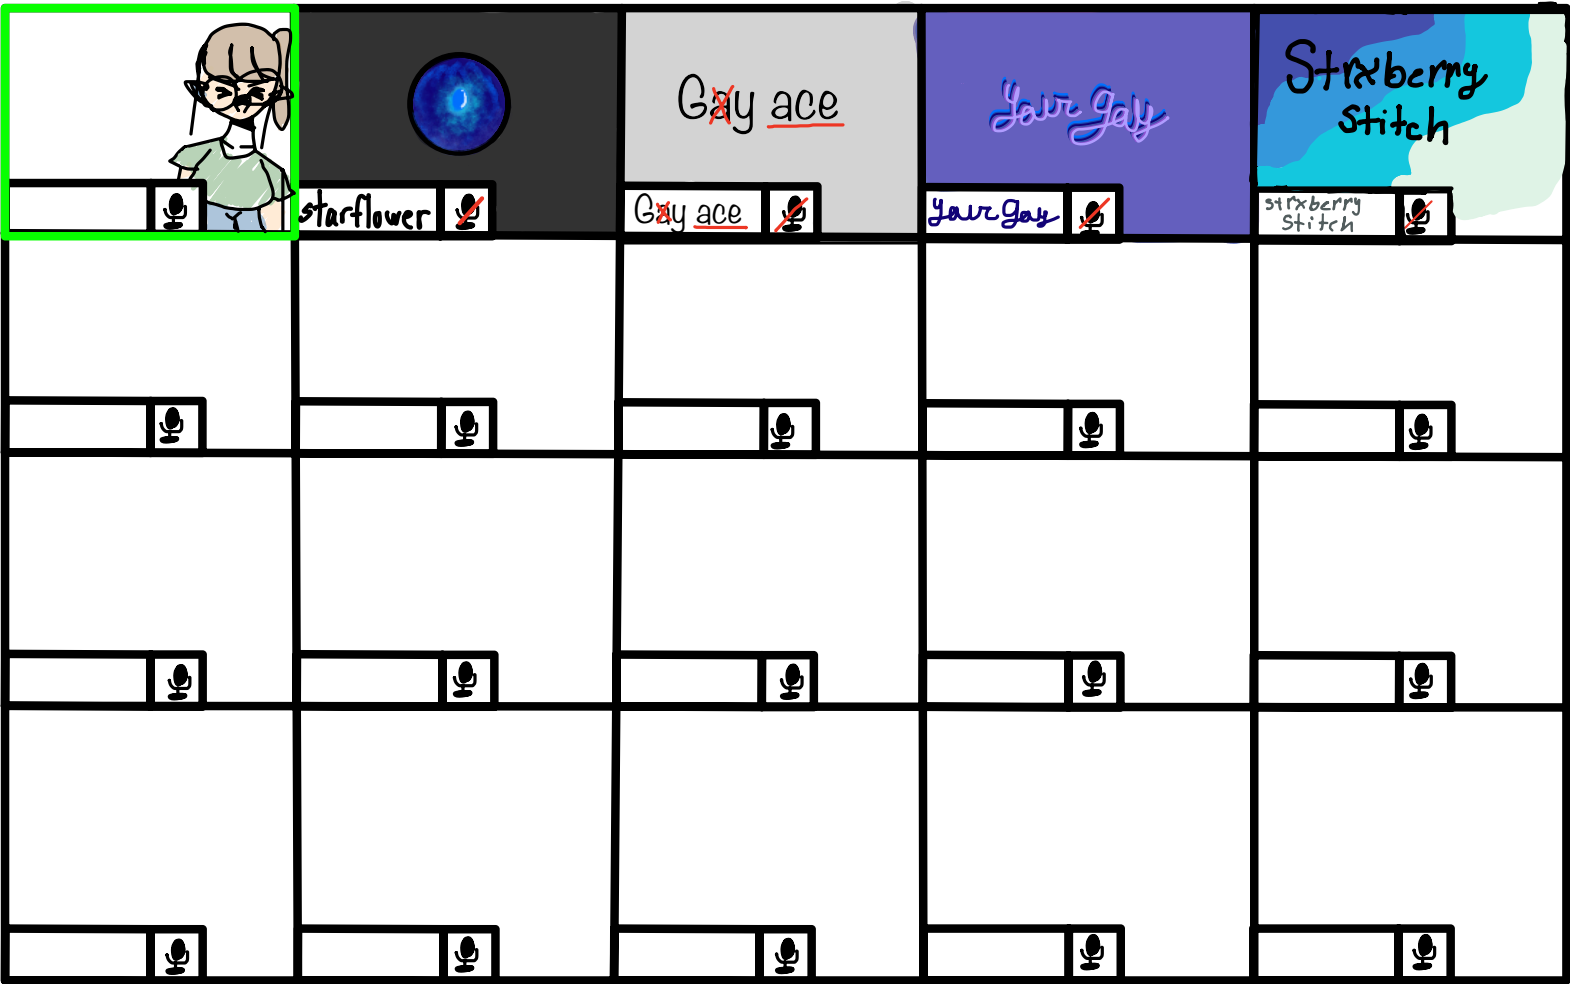 Gay ace
Your gay
Strxberry
Stitch
starflower
Gay ace
Your gay
Strxberry
Stitch